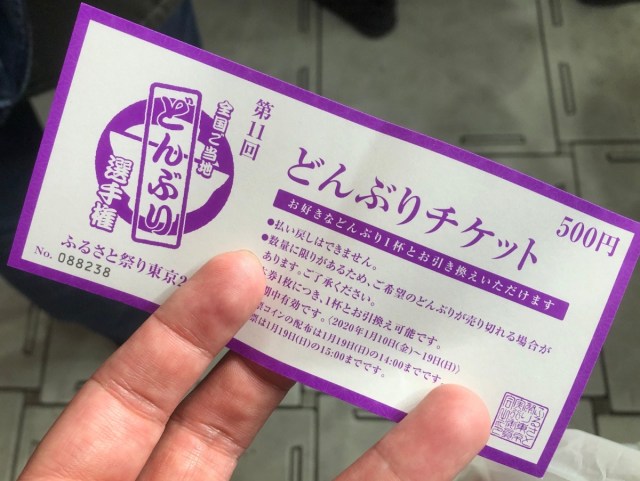 第11回
全国ご当地
どんぶり
選手権
ふるさと祭り東京2
No. 088238
どんぶりチケット
500円
お好きなどんぶり1杯とお引き換えいただけます
●払い戻しはできません。
●数量に限りがあるため、ご希望のどんぶりが売り切れる場合が
あります。ご了承ください。
券1枚につき、1杯とお引換え可能です。
間中有効です。〈2020年1月10日(金)〜19日(日)〉
コインの配布は1月19日(日)の14:00までです。
は1月19日(日)の15:00までです。